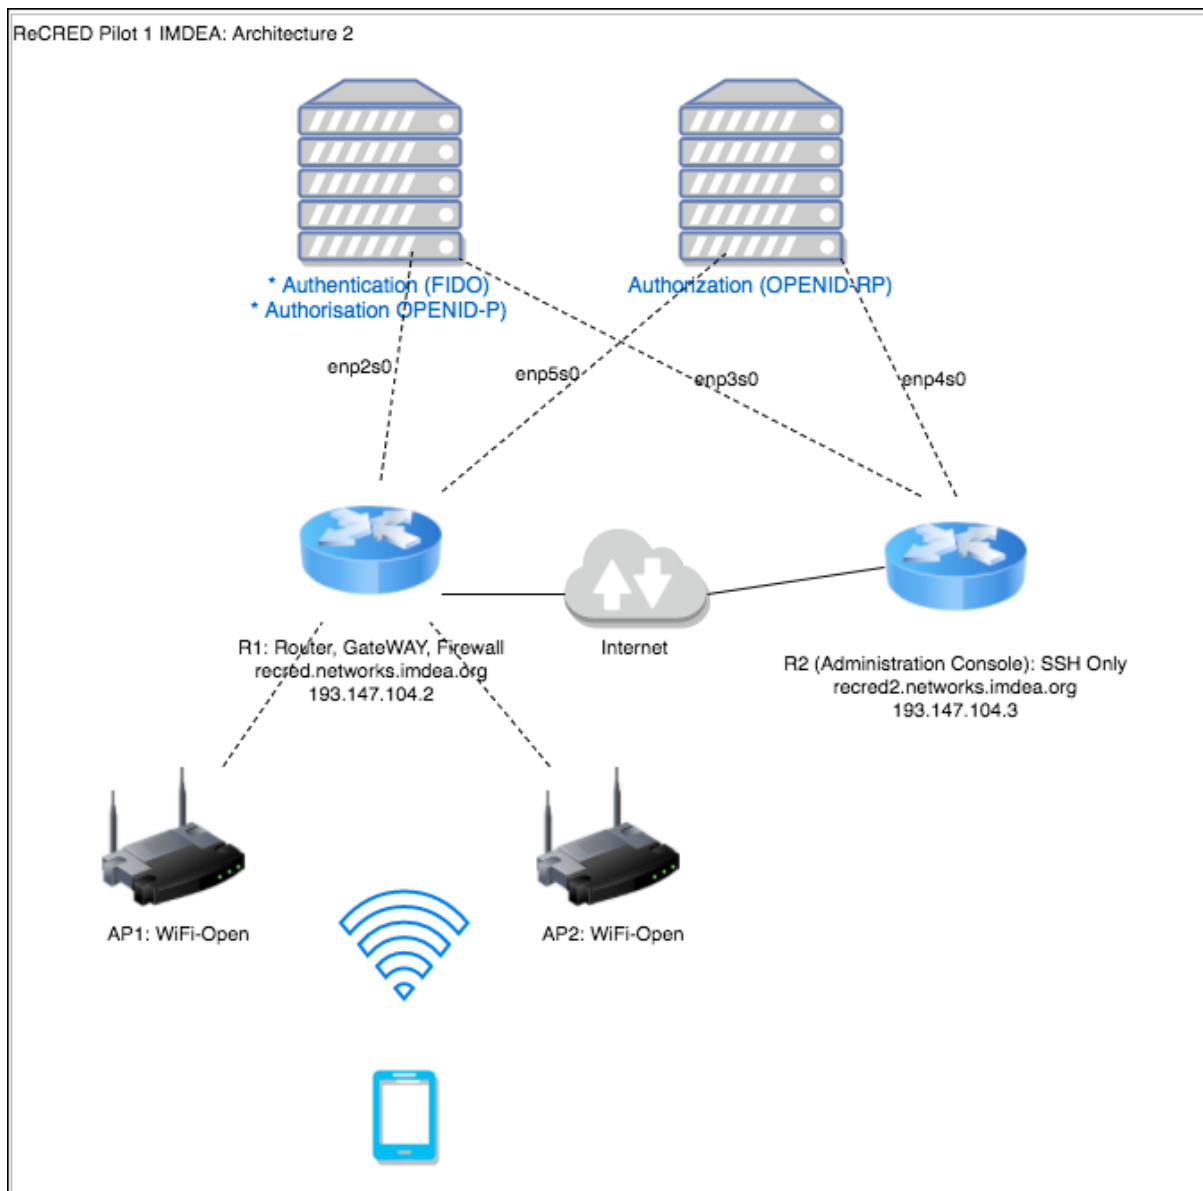 ReCRED Pilot 1 IMDEA: Architecture 2
* Authentication (FIDO)
* Authorisation OPENID-P)
Authorization (OPENID-RP)
enp2s0
enp5s0
enp3s0
enp4s0
Internet
R1: Router, GateWAY, Firewall
recred.networks.imdea.org
193.147.104.2
R2 (Administration Console): SSH Only
recred2.networks.imdea.org
193.147.104.3
AP1: WiFi-Open
AP2: WiFi-Open